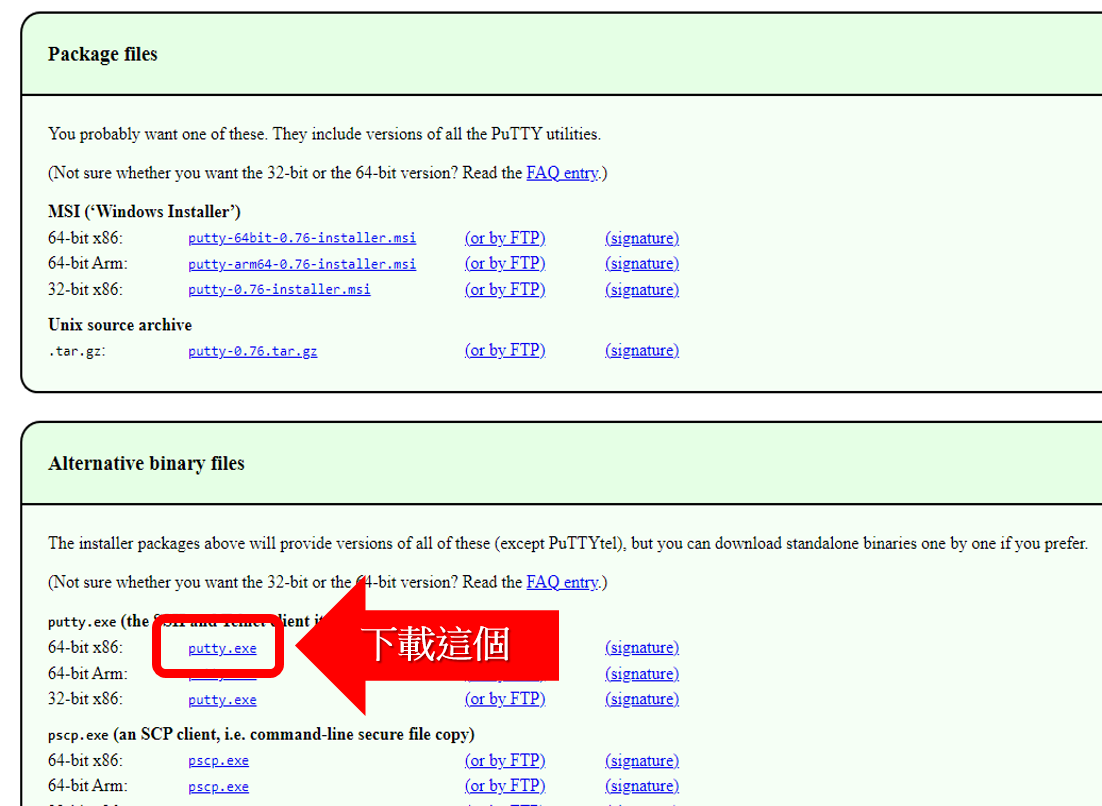 Package files
You probably want one of these. They include versions of all the PuTTY utilities.
(Not sure whether you want the 32-bit or the 64-bit version? Read the FAQ entry.)
MSI (‘Windows Installer’)
64-bit x86: putty-64bit-0.76-installer.msi (or by FTP) (signature)
64-bit Arm: putty-arm64-0.76-installer.msi (or by FTP) (signature)
32-bit x86: putty-0.76-installer.msi (or by FTP) (signature)
Unix source archive
.tar.gz: putty-0.76.tar.gz (or by FTP) (signature)
Alternative binary files
The installer packages above will provide versions of all of these (except PuTTYtel), but you can download standalone binaries one by one if you prefer.
(Not sure whether you want the 32-bit or the 64-bit version? Read the FAQ entry.)
putty.exe (the SSH and Telnet client
64-bit x86: putty.exe 下載這個 (signature)
64-bit Arm: (signature)
32-bit x86: putty.exe (or by FTP) (signature)
pscp.exe (an SCP client, i.e. command-line secure file copy)
64-bit x86: pscp.exe (or by FTP) (signature)
64-bit Arm: pscp.exe (or by FTP) (signature)